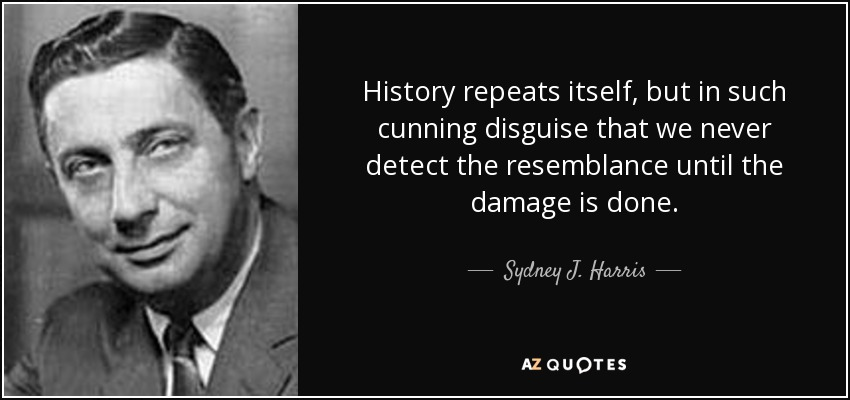 History repeats itself, but in such
cunning disguise that we never
detect the resemblance until the
damage is done.
— Sydney J. Harris —
AZ QUOTES